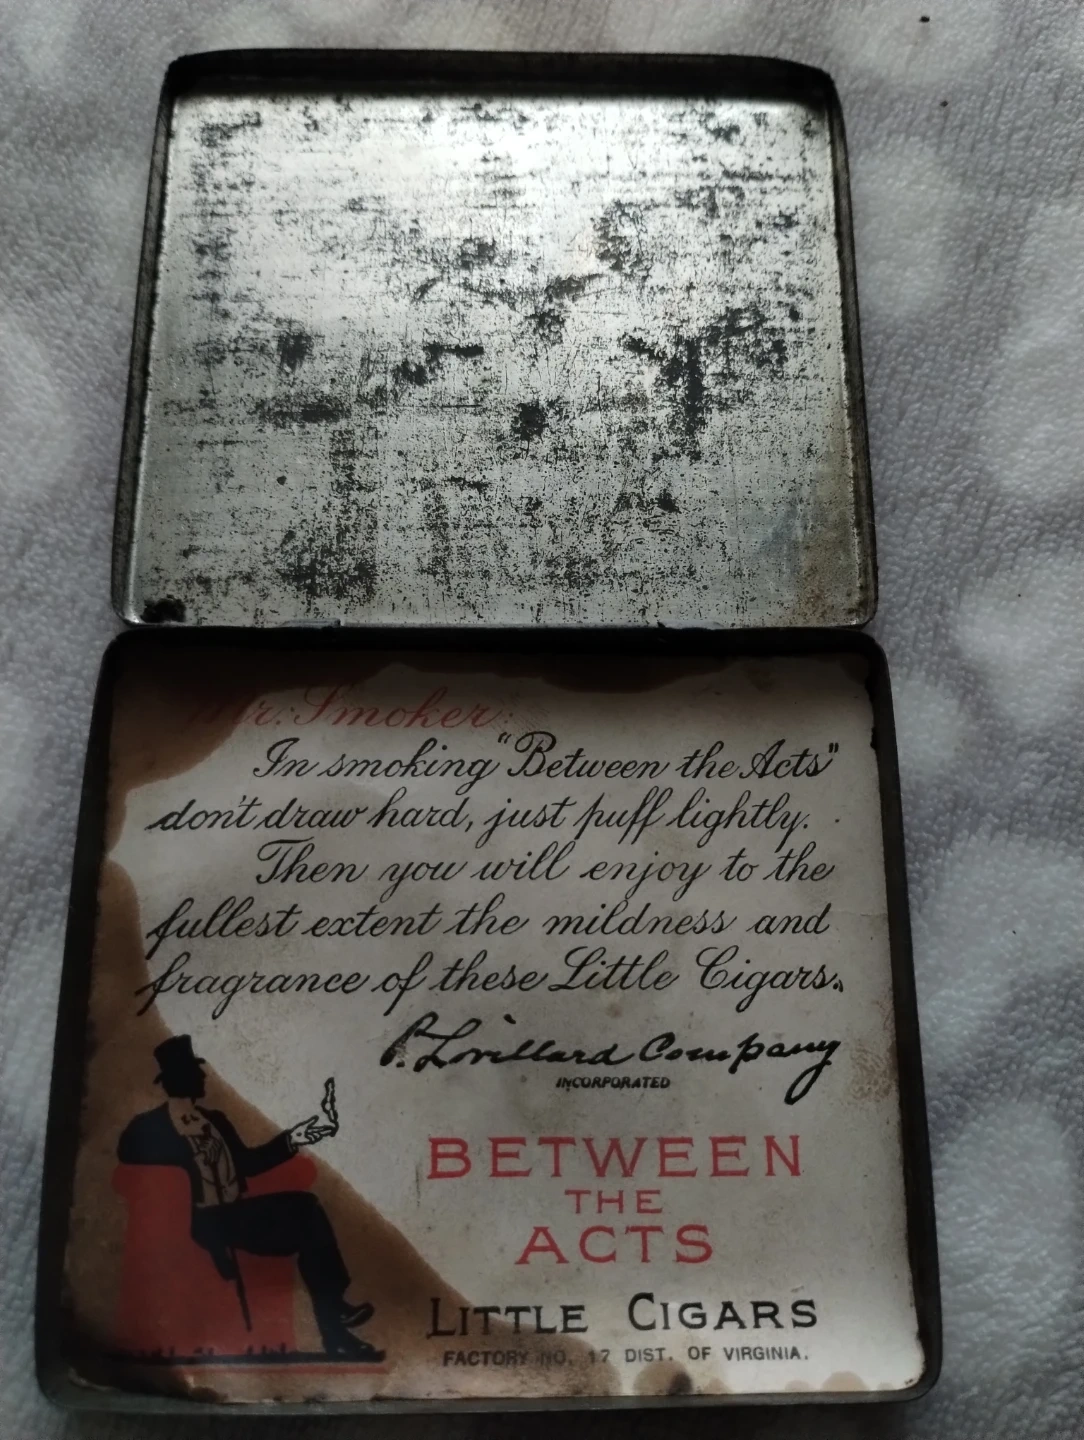 Mr. Smoker:
In smoking "Between the Acts"
don't draw hard, just puff lightly.
Then you will enjoy to the
fullest extent the mildness and
fragrance of these Little Cigars.
P. Lorillard Company
INCORPORATED
BETWEEN
THE
ACTS
LITTLE CIGARS
FACTORY NO. 17 DIST. OF VIRGINIA.